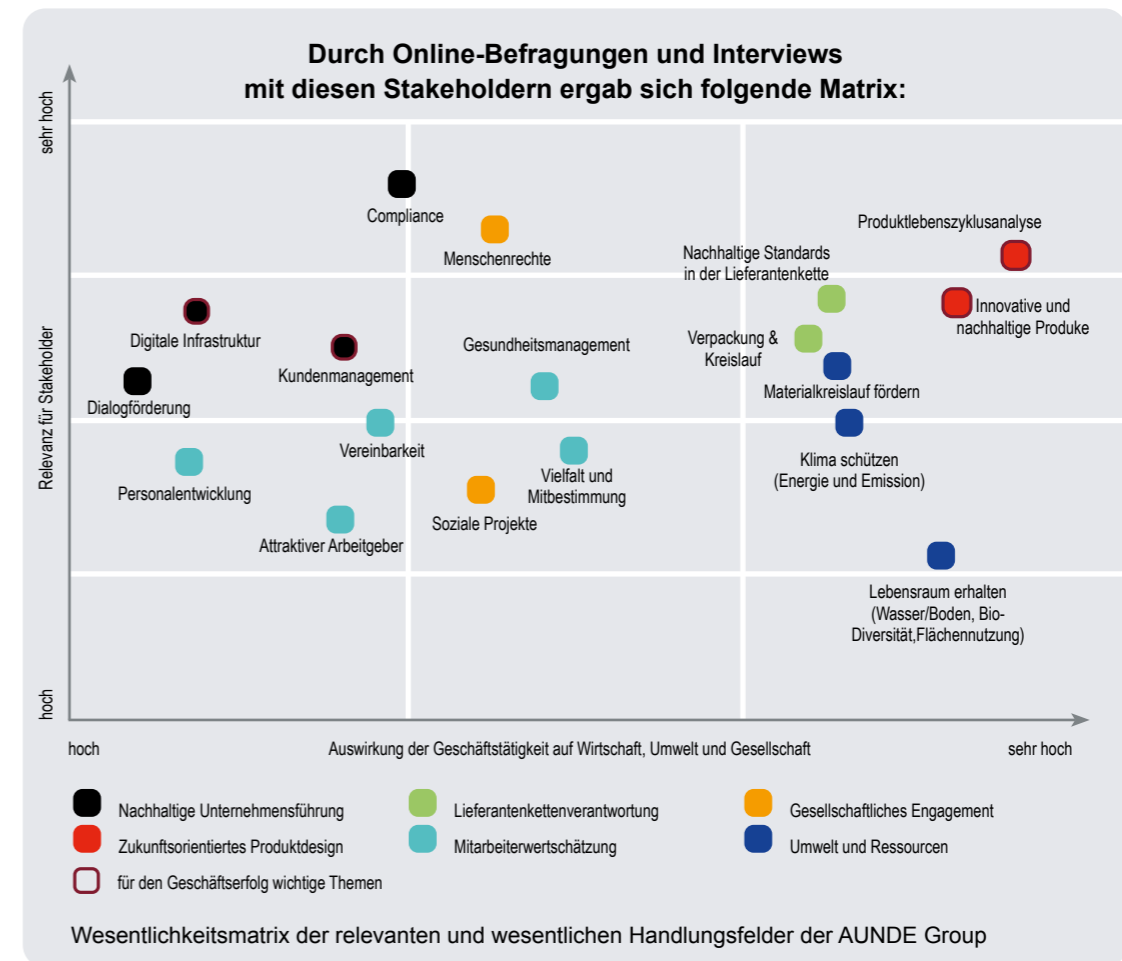 Durch Online-Befragungen und Interviews
mit diesen Stakeholdern ergab sich folgende Matrix:
sehr hoch
Relevanz für Stakeholder
hoch
Compliance
Menschenrechte
Produktlebenszyklusanalyse
Nachhaltige Standards
in der Lieferantenkette
Digitale Infrastruktur
Innovative und
nachhaltige Produke
Verpackung &
Kreislauf
Gesundheitsmanagement
Kundenmanagement
Materialkreislauf fördern
Dialogförderung
Vereinbarkeit
Klima schützen
(Energie und Emission)
Personalentwicklung
Vielfalt und
Mitbestimmung
Soziale Projekte
Attraktiver Arbeitgeber
Lebensraum erhalten
(Wasser/Boden, Bio-
Diversität,Flächennutzung)
hoch
Auswirkung der Geschäftstätigkeit auf Wirtschaft, Umwelt und Gesellschaft
sehr hoch
Nachhaltige Unternehmensführung
Lieferantenkettenverantwortung
Gesellschaftliches Engagement
Zukunftsorientiertes Produktdesign
Mitarbeiterwertschätzung
Umwelt und Ressourcen
für den Geschäftserfolg wichtige Themen
Wesentlichkeitsmatrix der relevanten und wesentlichen Handlungsfelder der AUNDE Group